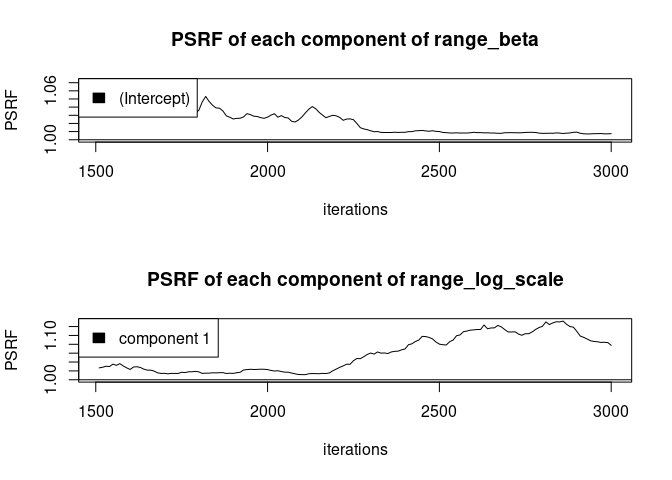 PSRF of each component of range_beta
PSRF
1.06
1.00
(Intercept)
1500 2000 2500 3000
iterations
PSRF of each component of range_log_scale
PSRF
1.10
1.00
component 1
1500 2000 2500 3000
iterations